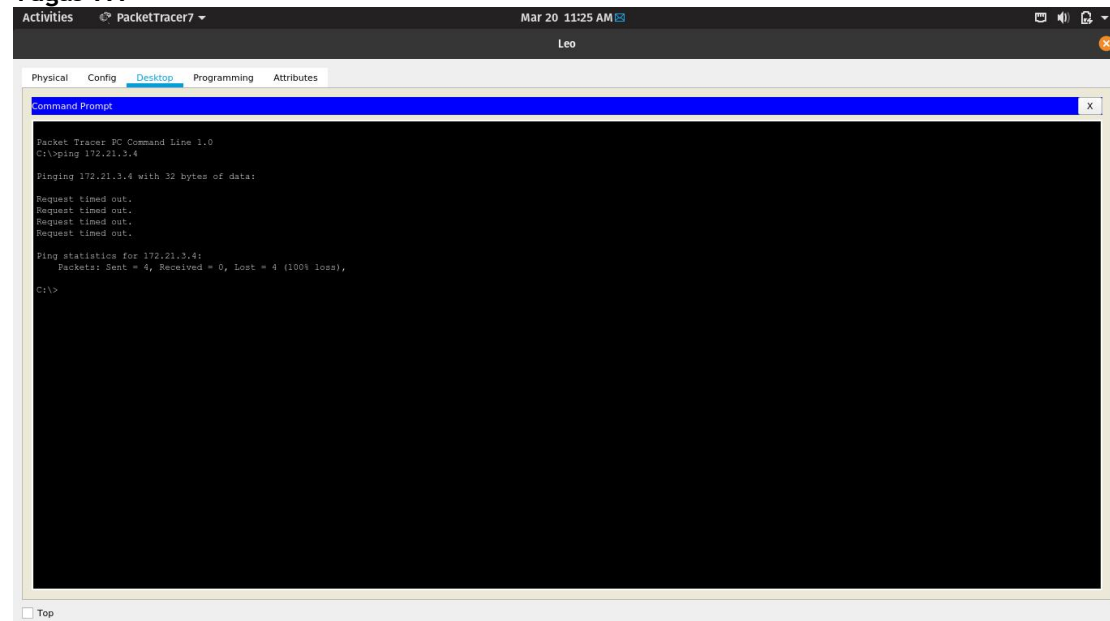 Activities PacketTracer7 Mar 20 11:25 AM
Leo
Physical Config Desktop Programming Attributes
Command Prompt X
Packet Tracer PC Command Line 1.0
C:\>ping 172.21.3.4
Pinging 172.21.3.4 with 32 bytes of data:
Request timed out.
Request timed out.
Request timed out.
Request timed out.
Ping statistics for 172.21.3.4:
Packets: Sent = 4, Received = 0, Lost = 4 (100% loss),
C:\>
Top